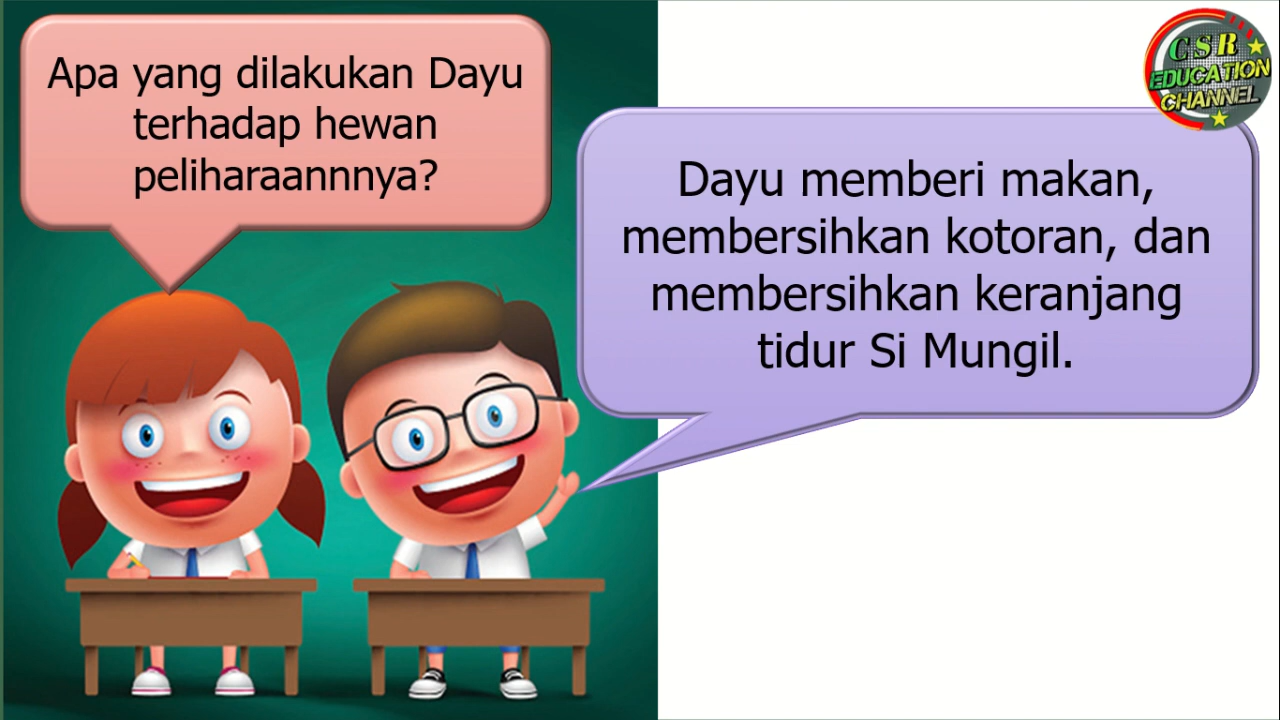 Apa yang dilakukan Dayu
terhadap hewan
peliharaannnya?
Dayu memberi makan,
membersihkan kotoran, dan
membersihkan keranjang
tidur Si Mungil.
CSR
EDUCATION
CHANNEL